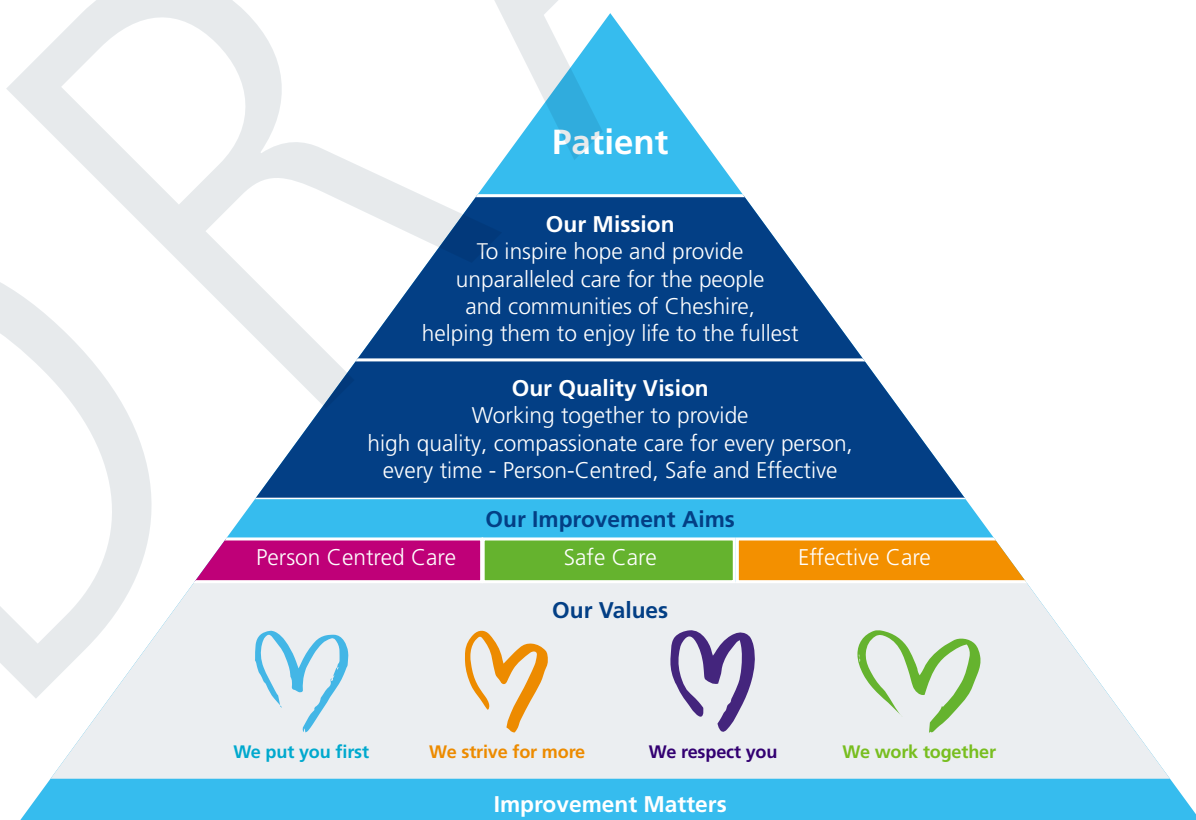 Patient
Our Mission
To inspire hope and provide
unparalleled care for the people
and communities of Cheshire,
helping them to enjoy life to the fullest
Our Quality Vision
Working together to provide
high quality, compassionate care for every person,
every time - Person-Centred, Safe and Effective
Our Improvement Aims
Person Centred Care
Safe Care
Effective Care
Our Values
We put you first
We strive for more
We respect you
We work together
Improvement Matters